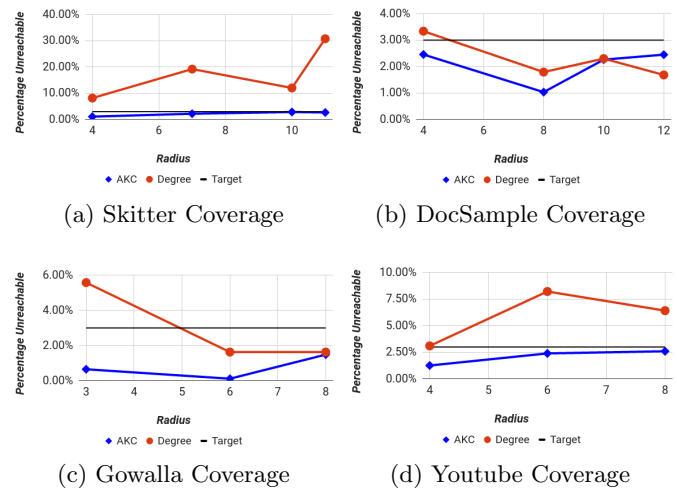 Percentage Unreachable
40.00%
30.00%
20.00%
10.00%
0.00%
4 6 8 10
Radius
AKC Degree Target
(a) Skitter Coverage
Percentage Unreachable
4.00%
3.00%
2.00%
1.00%
0.00%
4 6 8 10 12
Radius
AKC Degree Target
(b) DocSample Coverage
Percentage Unreachable
6.00%
4.00%
2.00%
0.00%
3 4 5 6 7 8
Radius
AKC Degree Target
(c) Gowalla Coverage
Percentage Unreachable
10.00%
7.50%
5.00%
2.50%
0.00%
4 5 6 7 8
Radius
AKC Degree Target
(d) Youtube Coverage